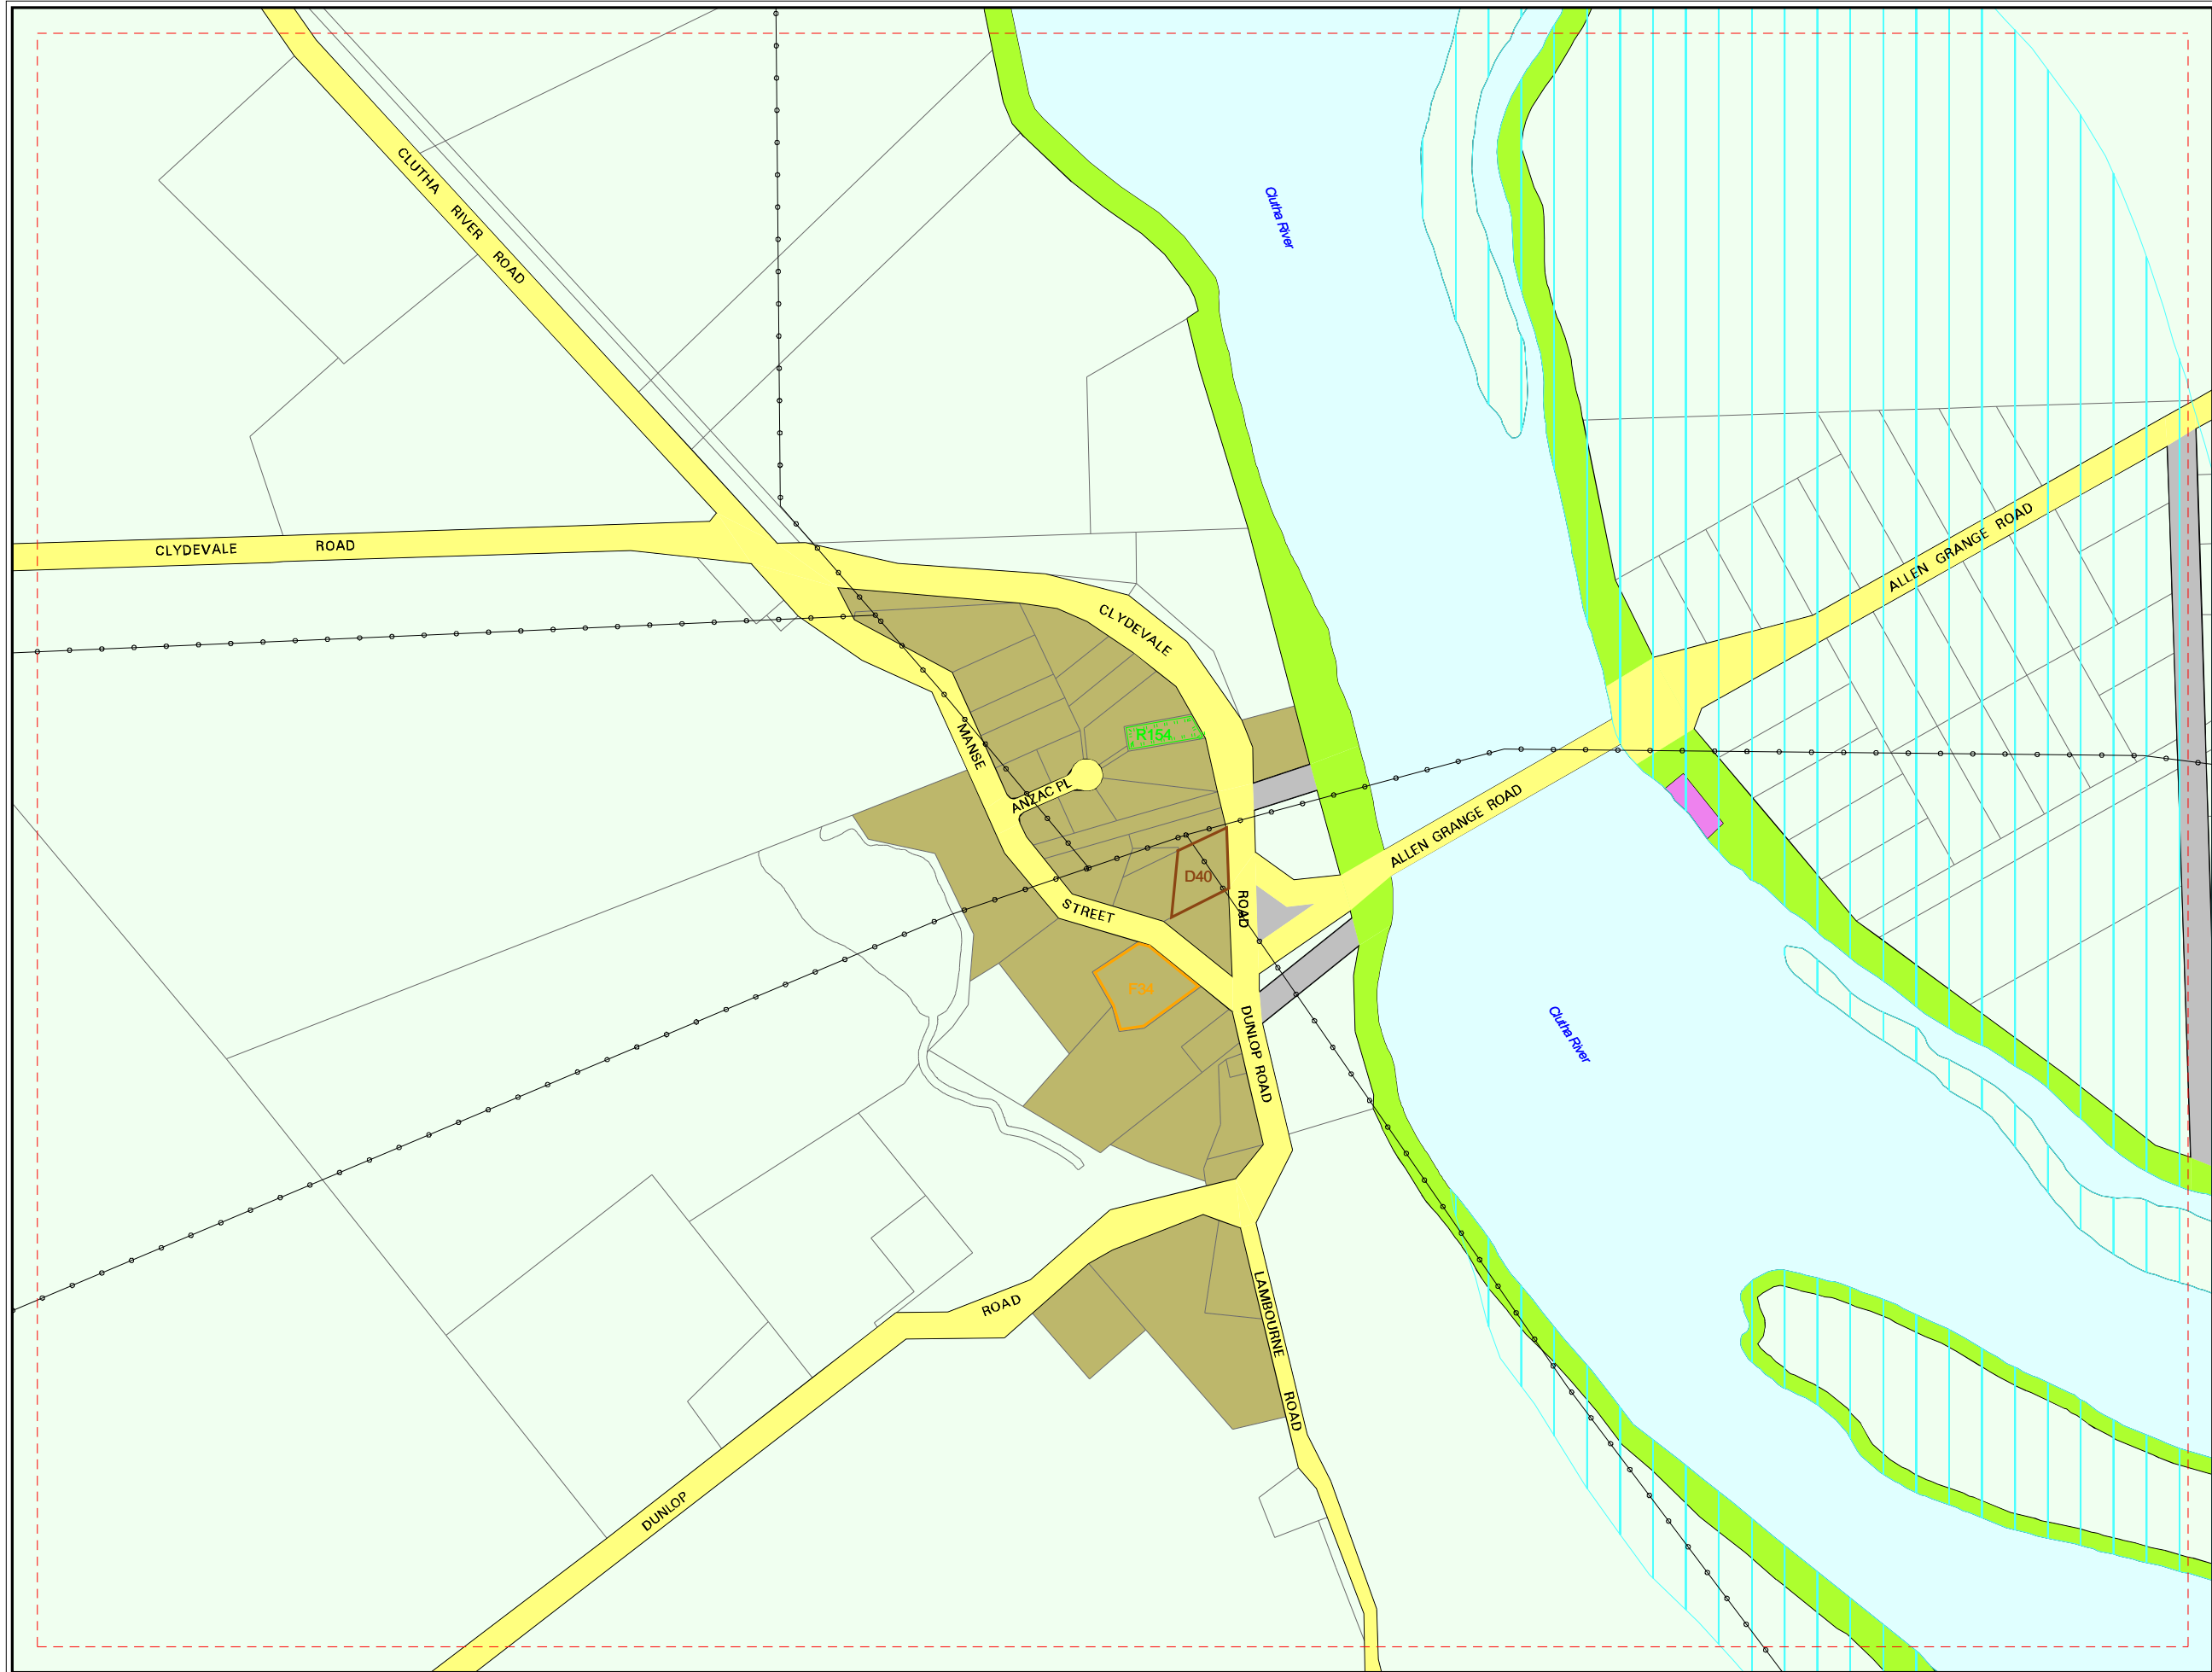 CLUTHA RIVER ROAD
Clutha River
CLYDEVALE ROAD
ALLEN GRANGE ROAD
CLYDEVALE
R154
MANSE
ANZAC PL
ALLEN GRANGE ROAD
D40
ROAD
STREET
Clutha River
DUNLOP ROAD
LAMBOURNE
ROAD
ROAD
DUNLOP